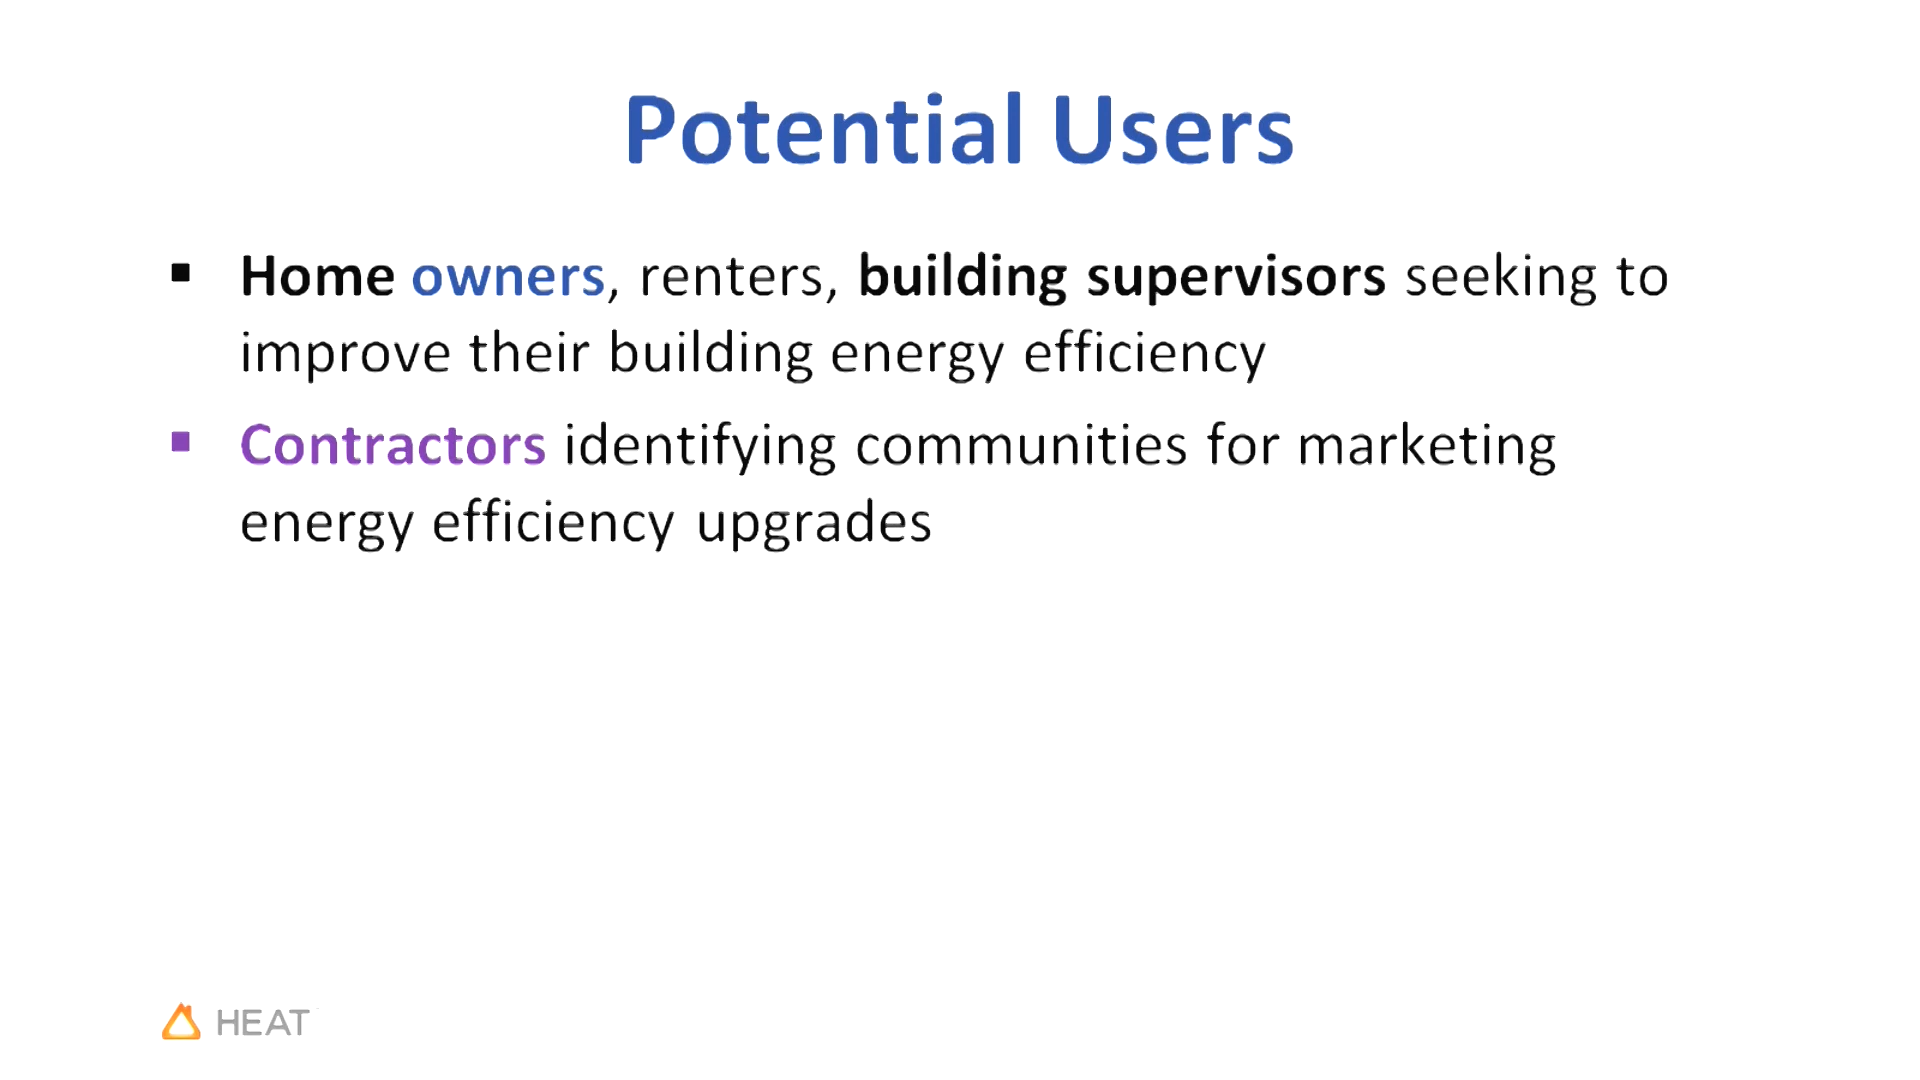 Potential Users
▪ Home owners, renters, building supervisors seeking to
improve their building energy efficiency
▪ Contractors identifying communities for marketing
energy efficiency upgrades
HEAT